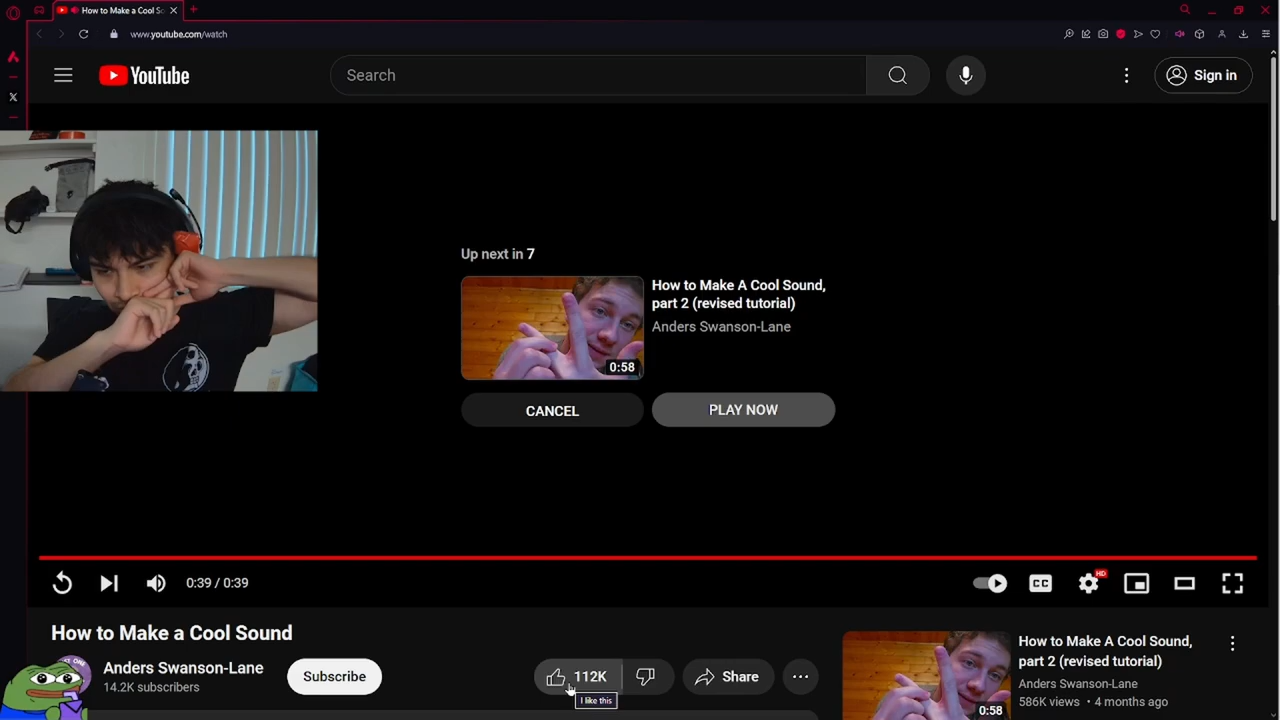 How to Make a Cool So
www.youtube.com/watch
YouTube
Search
Sign in
Up next in 7
How to Make A Cool Sound,
part 2 (revised tutorial)
Anders Swanson-Lane
0:58
CANCEL
PLAY NOW
0:39 / 0:39
CC
HD
How to Make a Cool Sound
Anders Swanson-Lane
14.2K subscribers
Subscribe
112K
Share
I like this
How to Make A Cool Sound,
part 2 (revised tutorial)
Anders Swanson-Lane
586K views • 4 months ago
0:58